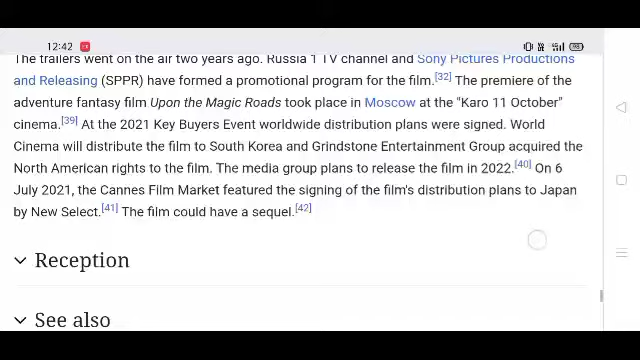 12:42
The trailers went on the air two years ago. Russia 1 TV channel and Sony Pictures Productions
and Releasing (SPPR) have formed a promotional program for the film.[32] The premiere of the
adventure fantasy film Upon the Magic Roads took place in Moscow at the "Karo 11 October"
cinema.[39] At the 2021 Key Buyers Event worldwide distribution plans were signed. World
Cinema will distribute the film to South Korea and Grindstone Entertainment Group acquired the
North American rights to the film. The media group plans to release the film in 2022.[40] On 6
July 2021, the Cannes Film Market featured the signing of the film's distribution plans to Japan
by New Select.[41] The film could have a sequel.[42]
Reception
See also